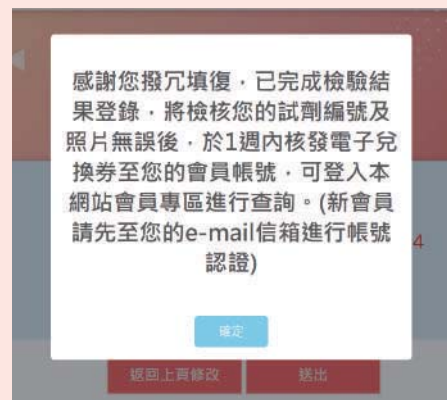 感謝您撥冗填復，已完成檢驗結
果登錄，將檢核您的試劑編號及
照片無誤後，於1週內核發電子兌
換券至您的會員帳號，可登入本
網站會員專區進行查詢。(新會員
請先至您的e-mail信箱進行帳號
認證)
4
確定
返回上頁修改
送出